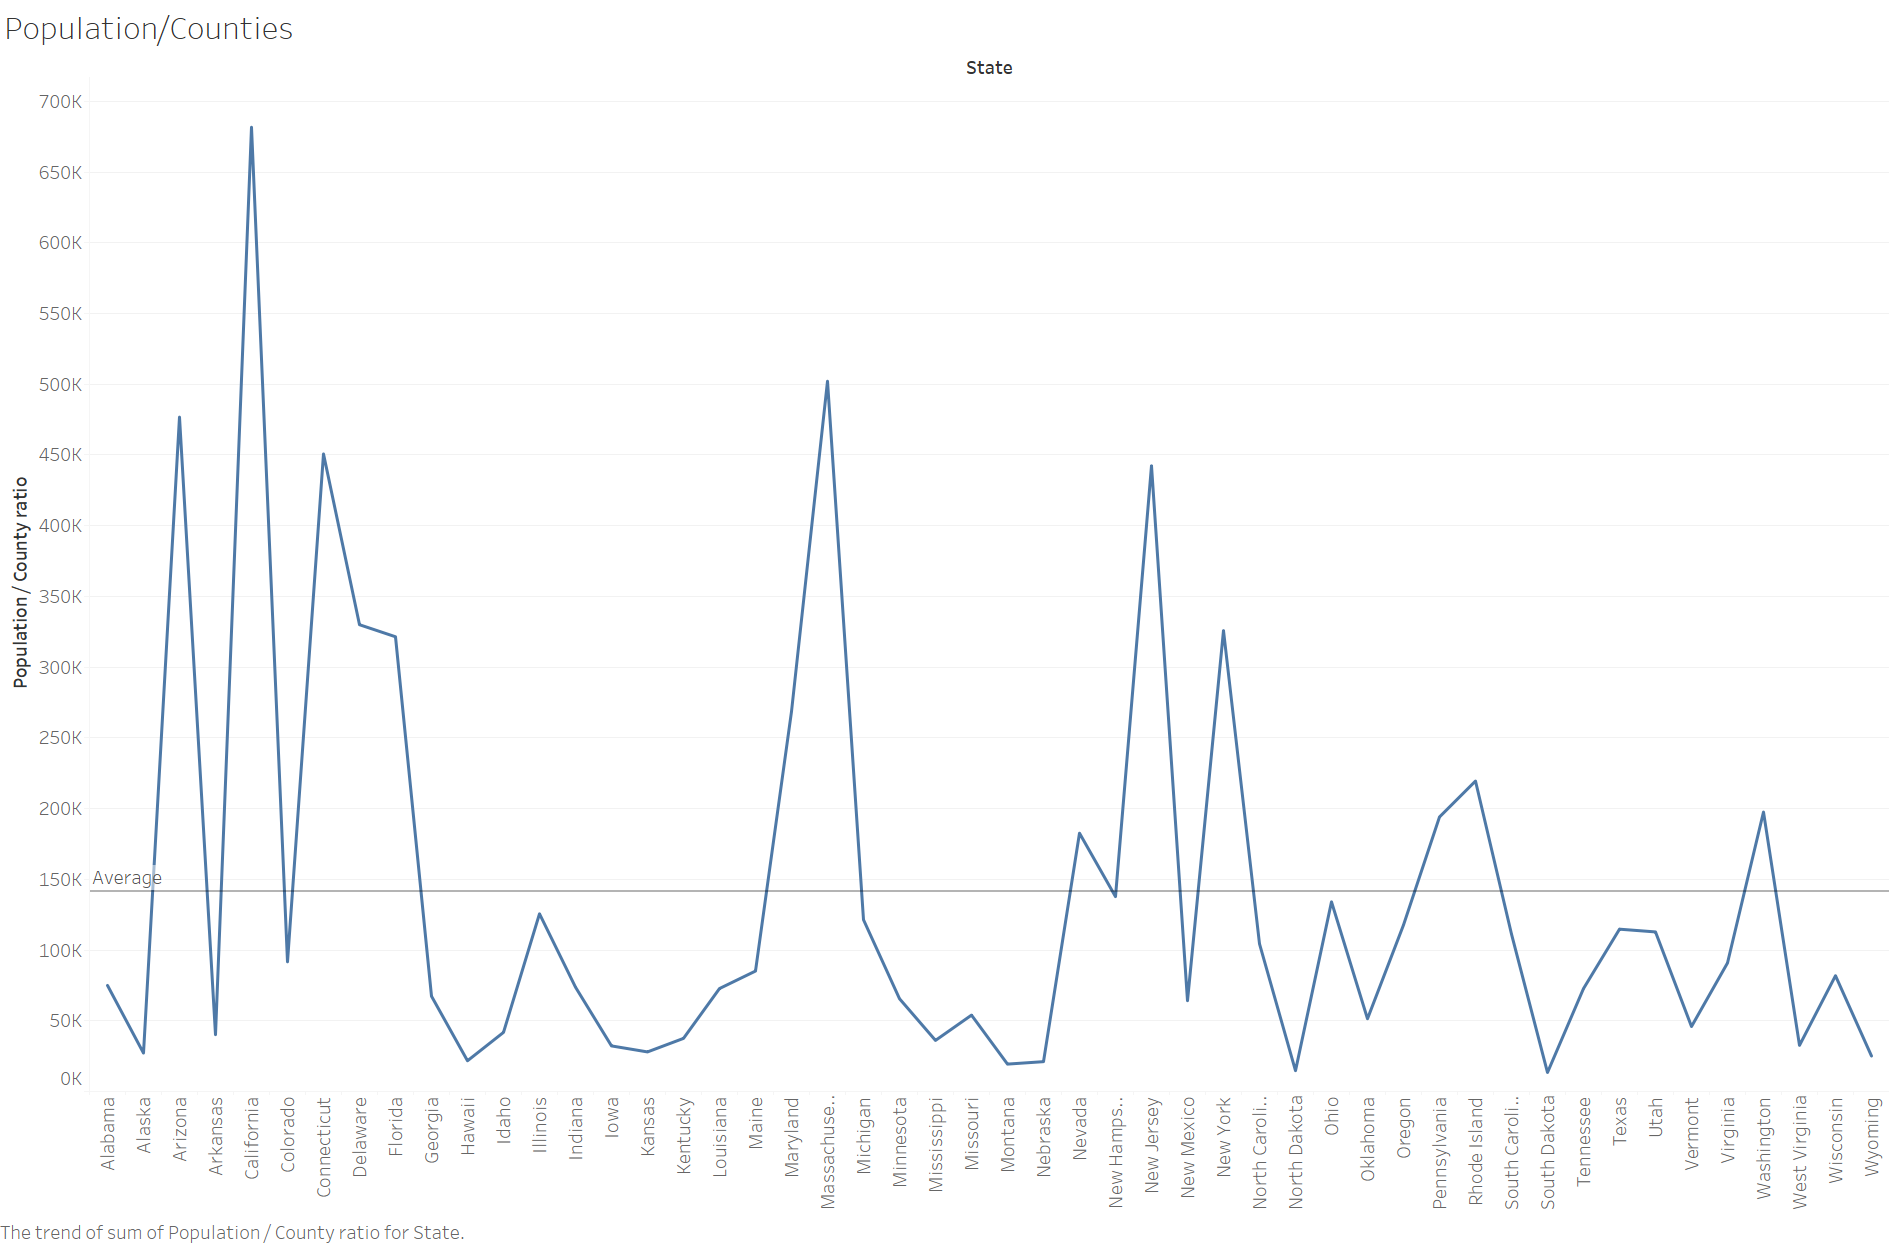 Population/Counties
State
Population / County ratio
700K
650K
600K
550K
500K
450K
400K
350K
300K
250K
200K
150K
100K
50K
0K
Average
Alabama
Alaska
Arizona
Arkansas
California
Colorado
Connecticut
Delaware
Florida
Georgia
Hawaii
Idaho
Illinois
Indiana
Iowa
Kansas
Kentucky
Louisiana
Maine
Maryland
Massachuse..
Michigan
Minnesota
Mississippi
Missouri
Montana
Nebraska
Nevada
New Hamps..
New Jersey
New Mexico
New York
North Caroli..
North Dakota
Ohio
Oklahoma
Oregon
Pennsylvania
Rhode Island
South Caroli..
South Dakota
Tennessee
Texas
Utah
Vermont
Virginia
Washington
West Virginia
Wisconsin
Wyoming
The trend of sum of Population / County ratio for State.